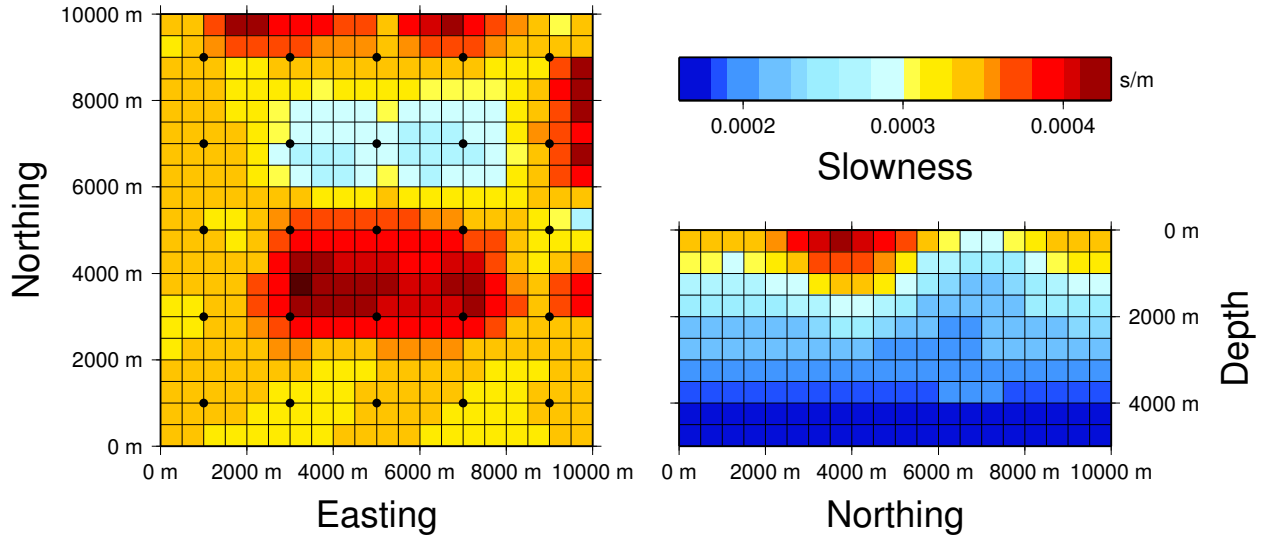 10000 m
8000 m
6000 m
4000 m
2000 m
0 m
Northing
0 m 2000 m 4000 m 6000 m 8000 m 10000 m
Easting
s/m
0.0002 0.0003 0.0004
Slowness
0 m
2000 m
4000 m
Depth
0 m 2000 m 4000 m 6000 m 8000 m 10000 m
Northing